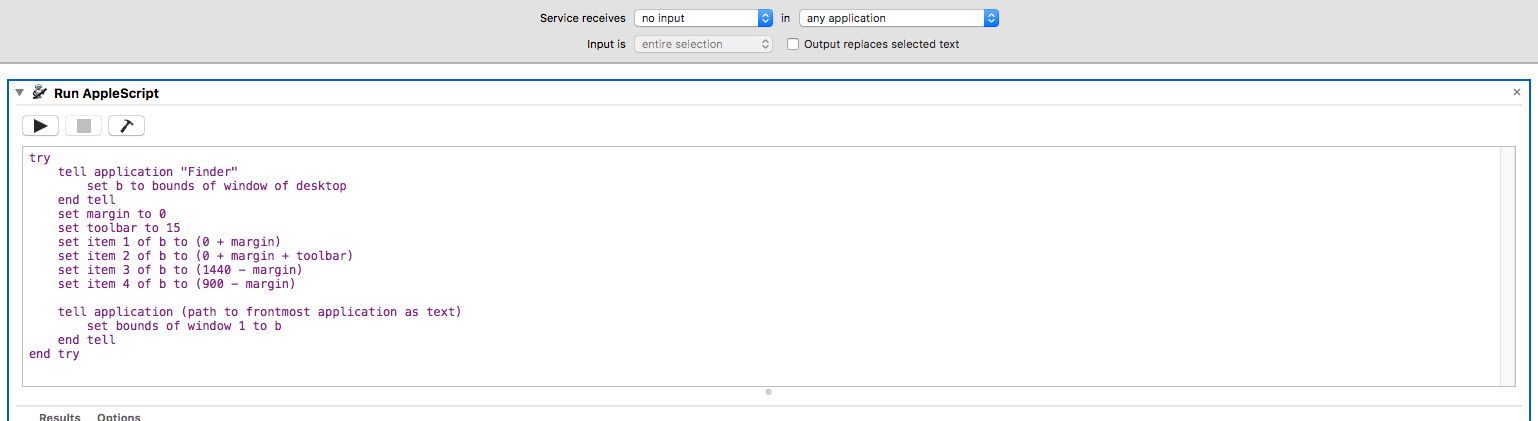 Service receives no input in any application
Input is entire selection Output replaces selected text
Run AppleScript
try
    tell application "Finder"
        set b to bounds of window of desktop
    end tell
    set margin to 0
    set toolbar to 15
    set item 1 of b to (0 + margin)
    set item 2 of b to (0 + margin + toolbar)
    set item 3 of b to (1440 - margin)
    set item 4 of b to (900 - margin)

    tell application (path to frontmost application as text)
        set bounds of window 1 to b
    end tell
end try
Results Options